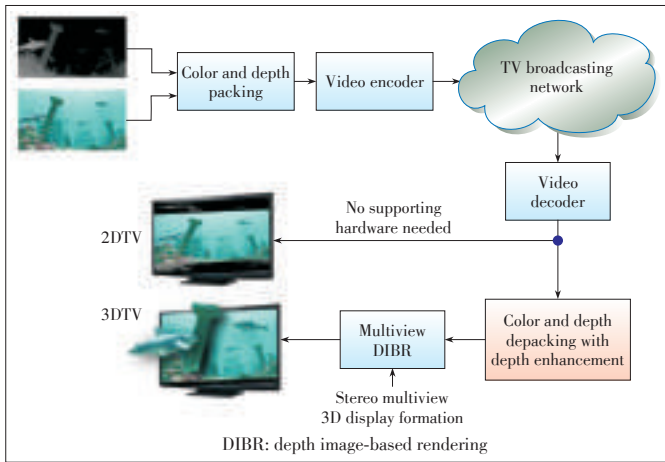 Color and depth
packing
Video encoder
TV broadcasting
network
Video
decoder
No supporting
hardware needed
2DTV
3DTV
Multiview
DIBR
Color and depth
depacking with
depth enhancement
Stereo multiview
3D display formation
DIBR: depth image-based rendering